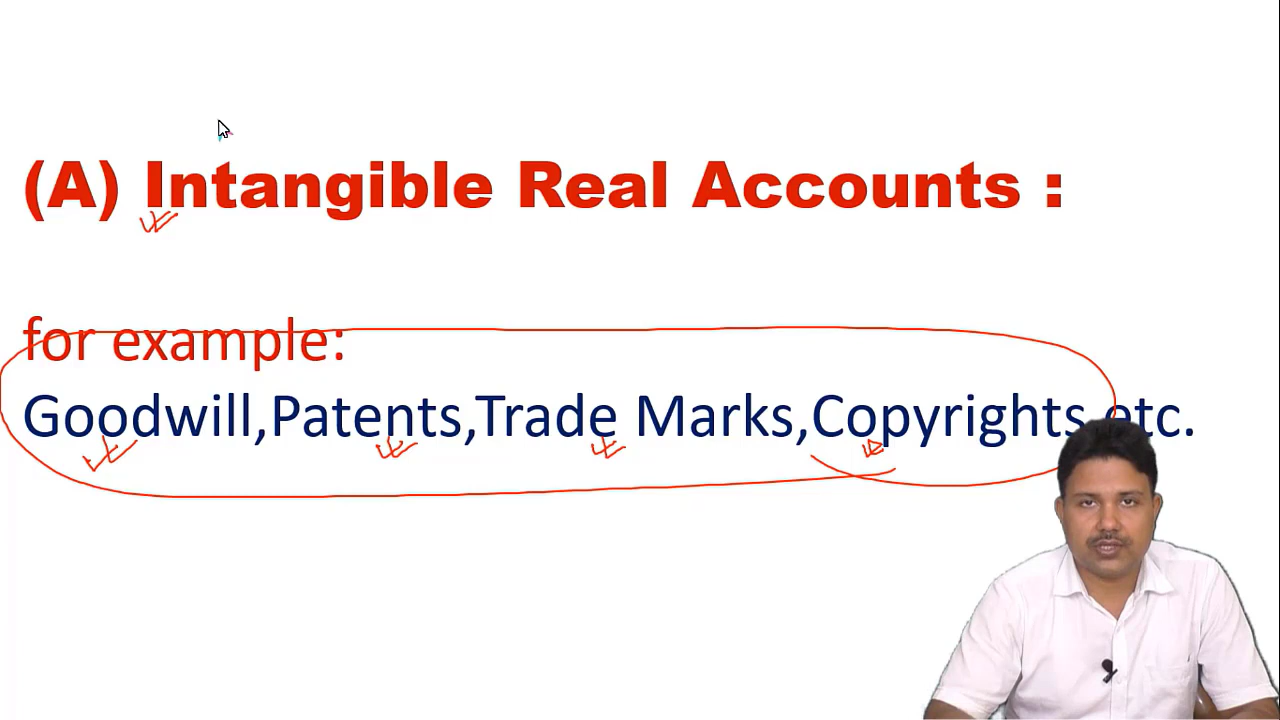 (A) Intangible Real Accounts :
for example:
Goodwill,Patents,Trade Marks,Copyrights,etc.